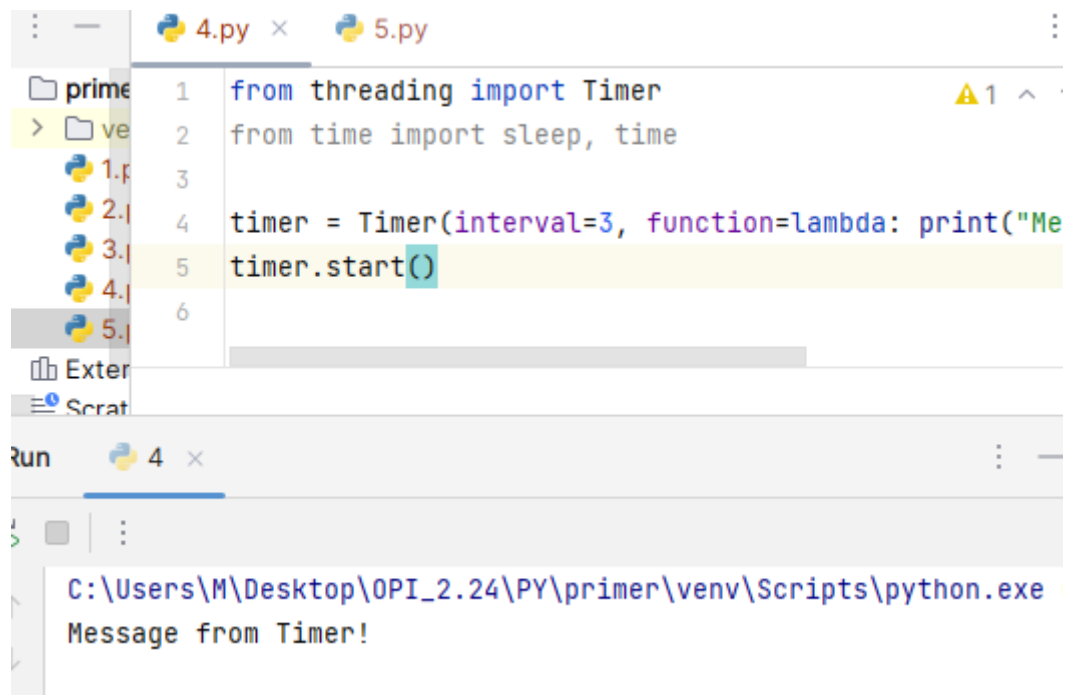 4.py
5.py
prime
ve
1.p
2.
3.
4.
5.
Exter
Scrat
1 from threading import Timer
1
2 from time import sleep, time
3
4 timer = Timer(interval=3, function=lambda: print("Me
5 timer.start()
6
Run
4
C:\Users\M\Desktop\OPI_2.24\PY\primer\venv\Scripts\python.exe
Message from Timer!